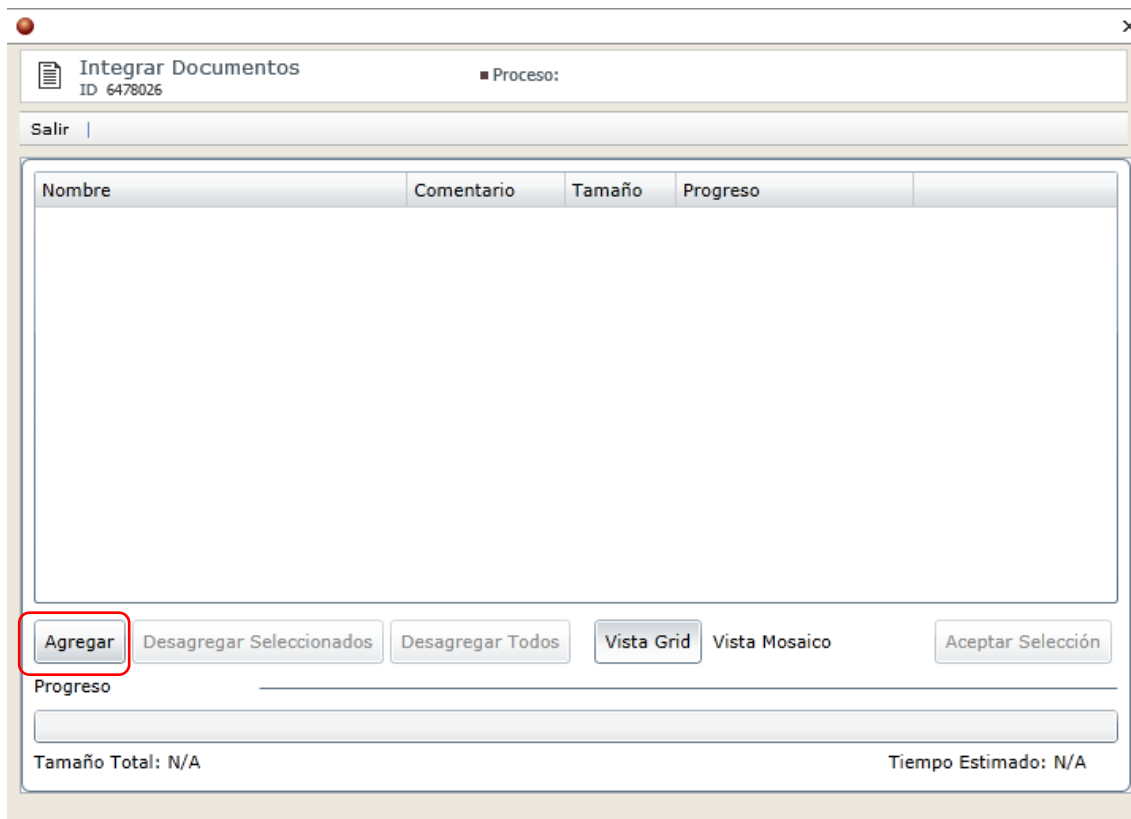 Integrar Documentos
ID 6478026
Proceso:
Salir |
Nombre Comentario Tamaño Progreso
Agregar Desagregar Seleccionados Desagregar Todos Vista Grid Vista Mosaico Aceptar Selección
Progreso
Tamaño Total: N/A Tiempo Estimado: N/A